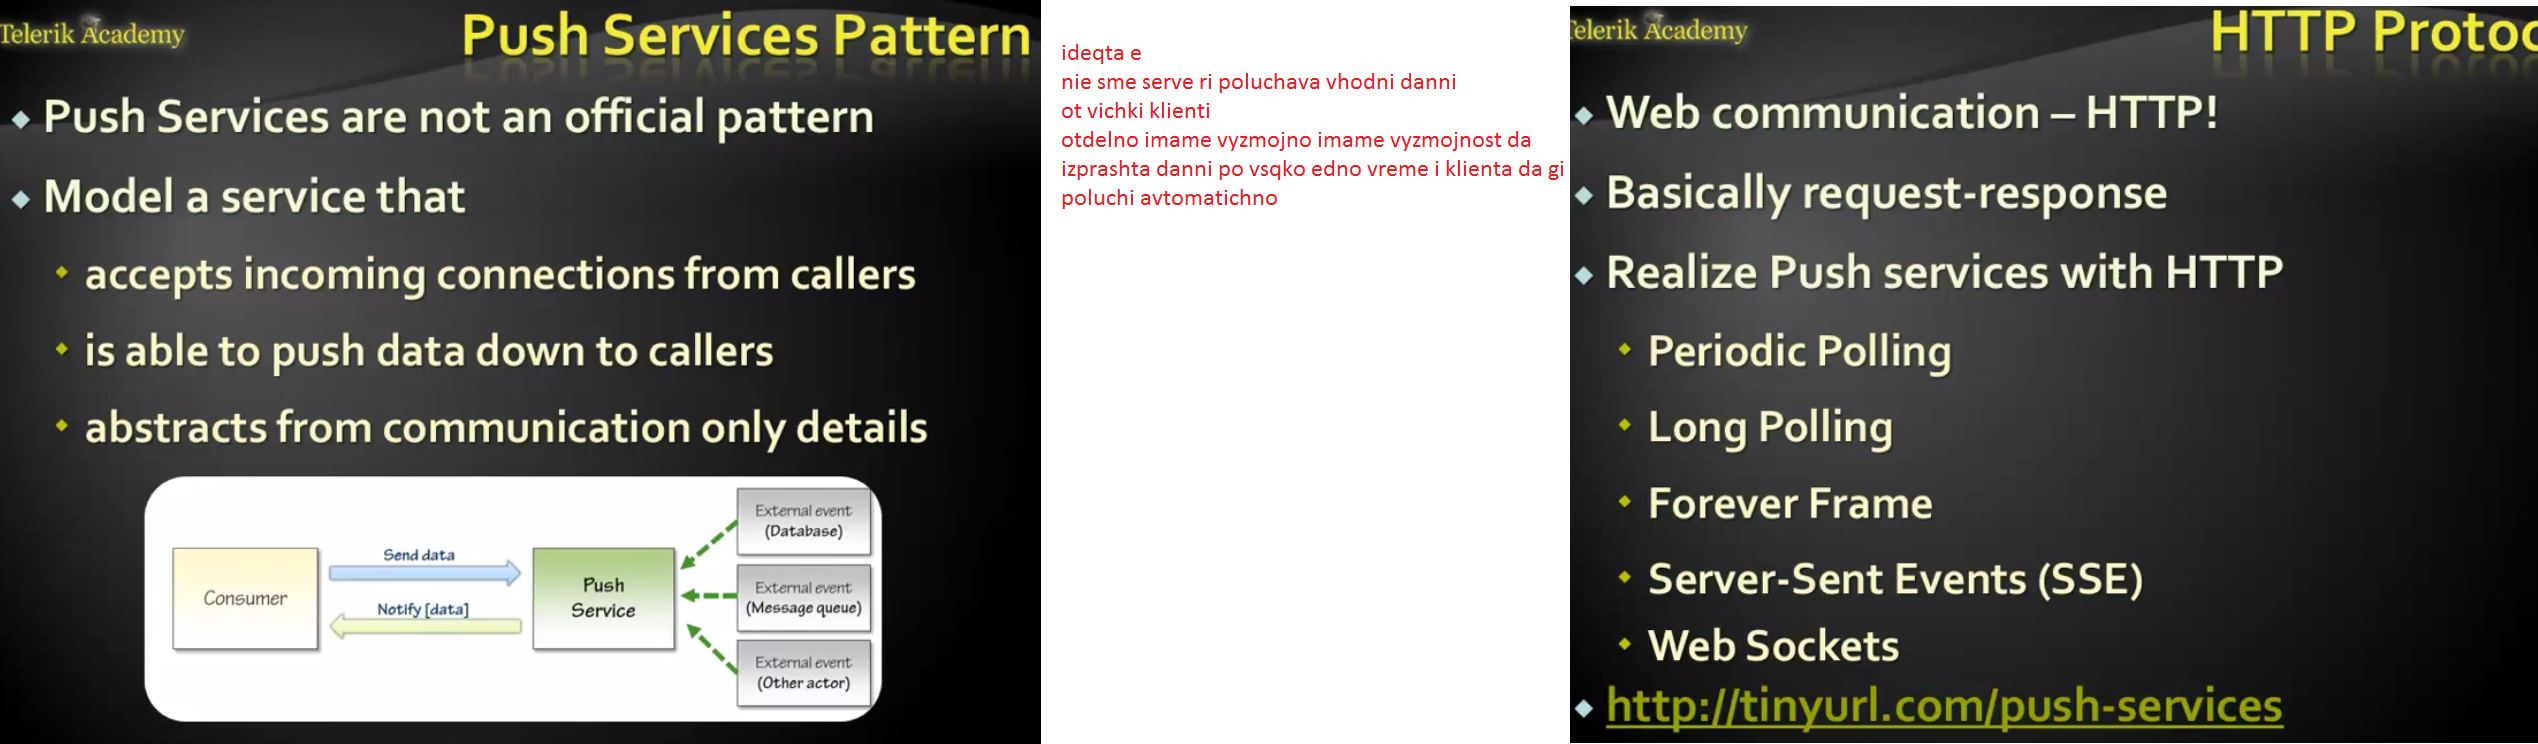 Telerik Academy
Push Services Pattern
Push Services are not an official pattern
Model a service that
accepts incoming connections from callers
is able to push data down to callers
abstracts from communication only details
Consumer
Send data
Notify [data]
Push
Service
External event
(Database)
External event
(Message queue)
External event
(Other actor)
ideqta e
nie sme serve ri poluchava vhodni danni
ot vichki klienti
otdelno imame vyzmojno imame vyzmojnost da
izprashta danni po vsqko edno vreme i klienta da gi
poluchi avtomatichno
elerik Academy
HTTP Protoc
Web communication – HTTP!
Basically request-response
Realize Push services with HTTP
Periodic Polling
Long Polling
Forever Frame
Server-Sent Events (SSE)
Web Sockets
http://tinyurl.com/push-services